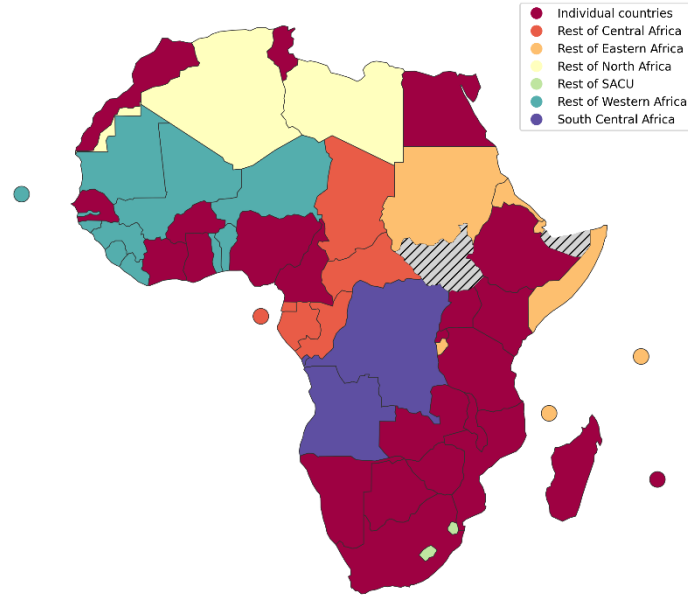 Individual countries
Rest of Central Africa
Rest of Eastern Africa
Rest of North Africa
Rest of SACU
Rest of Western Africa
South Central Africa